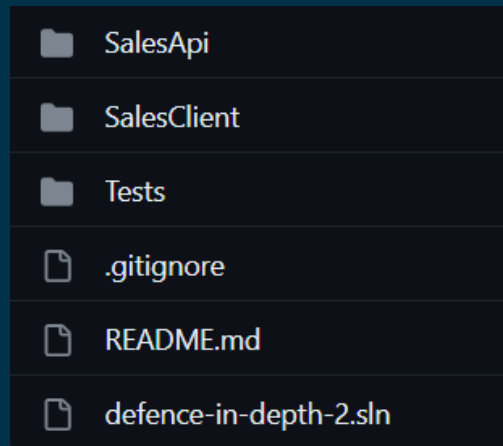 SalesApi
SalesClient
Tests
.gitignore
README.md
defence-in-depth-2.sln